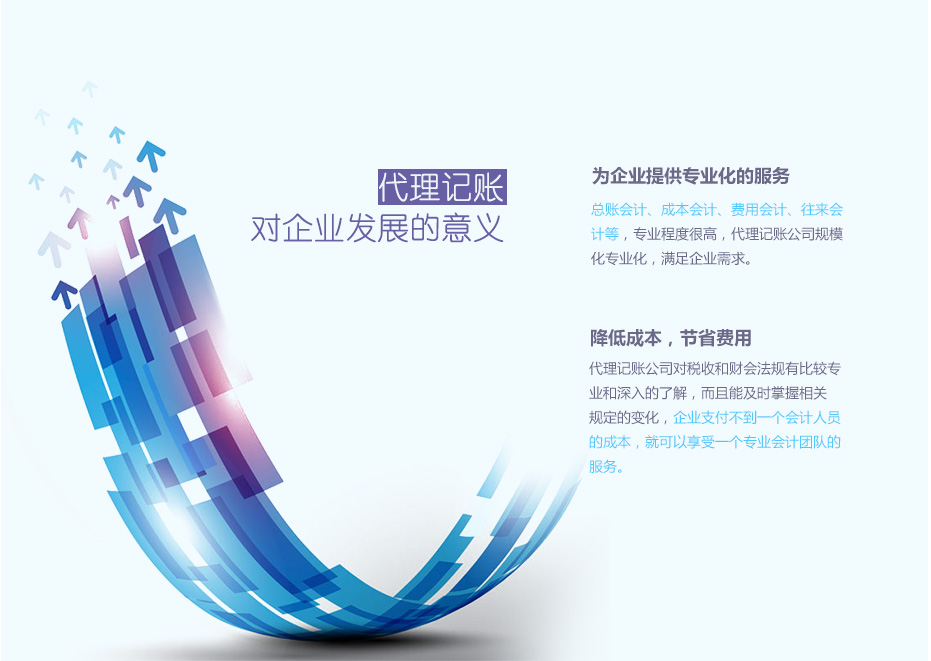 代理记账
对企业发展的意义
为企业提供专业化的服务
总账会计、成本会计、费用会计、往来会
计等，专业程度很高，代理记账公司规模
化专业化，满足企业需求。
降低成本，节省费用
代理记账公司对税收和财会法规有比较专
业和深入的了解，而且能及时掌握相关
规定的变化，企业支付不到一个会计人员
的成本，就可以享受一个专业会计团队的
服务。